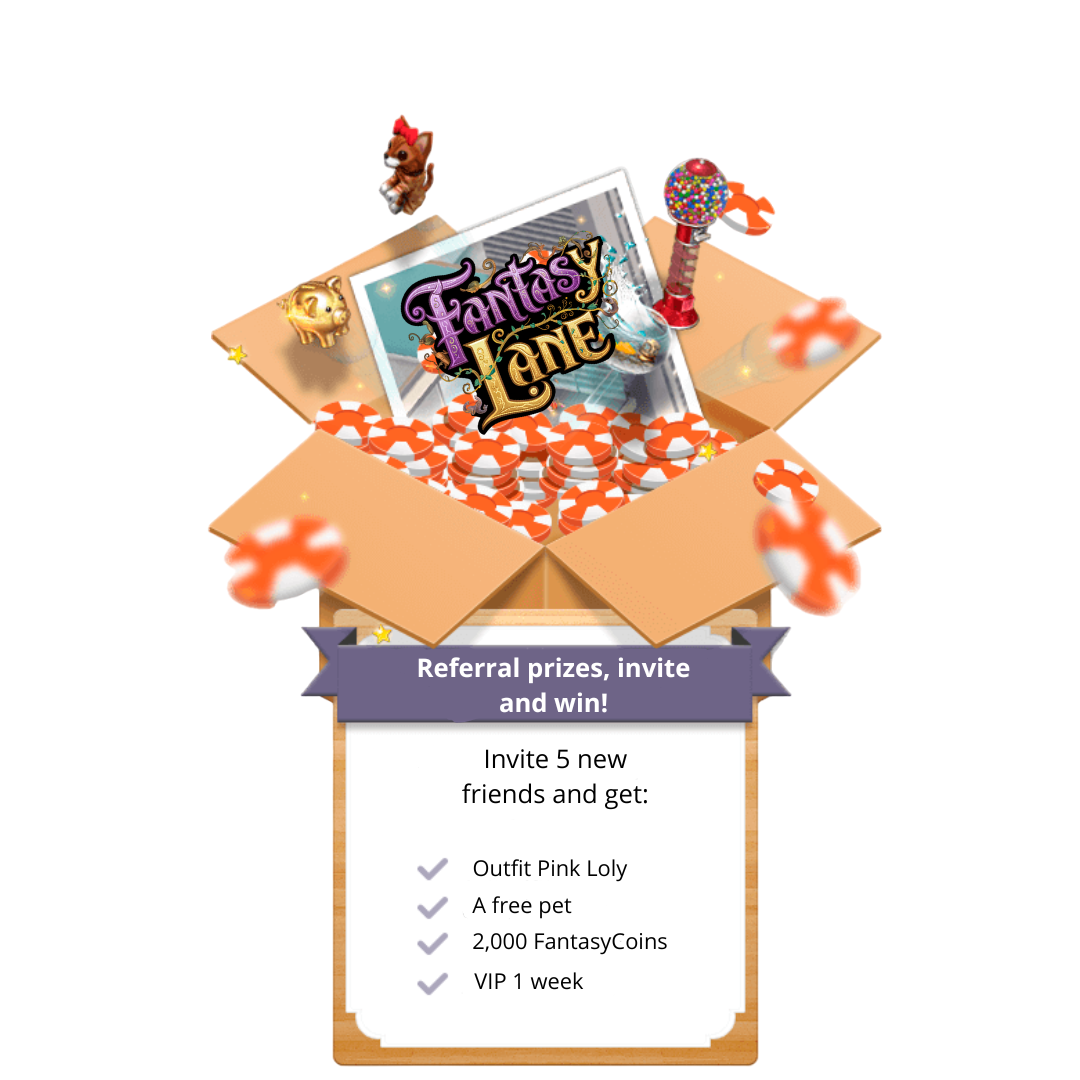 Fantasy
Lane
Referral prizes, invite
and win!
Invite 5 new
friends and get:
Outfit Pink Loly
A free pet
2,000 FantasyCoins
VIP 1 week